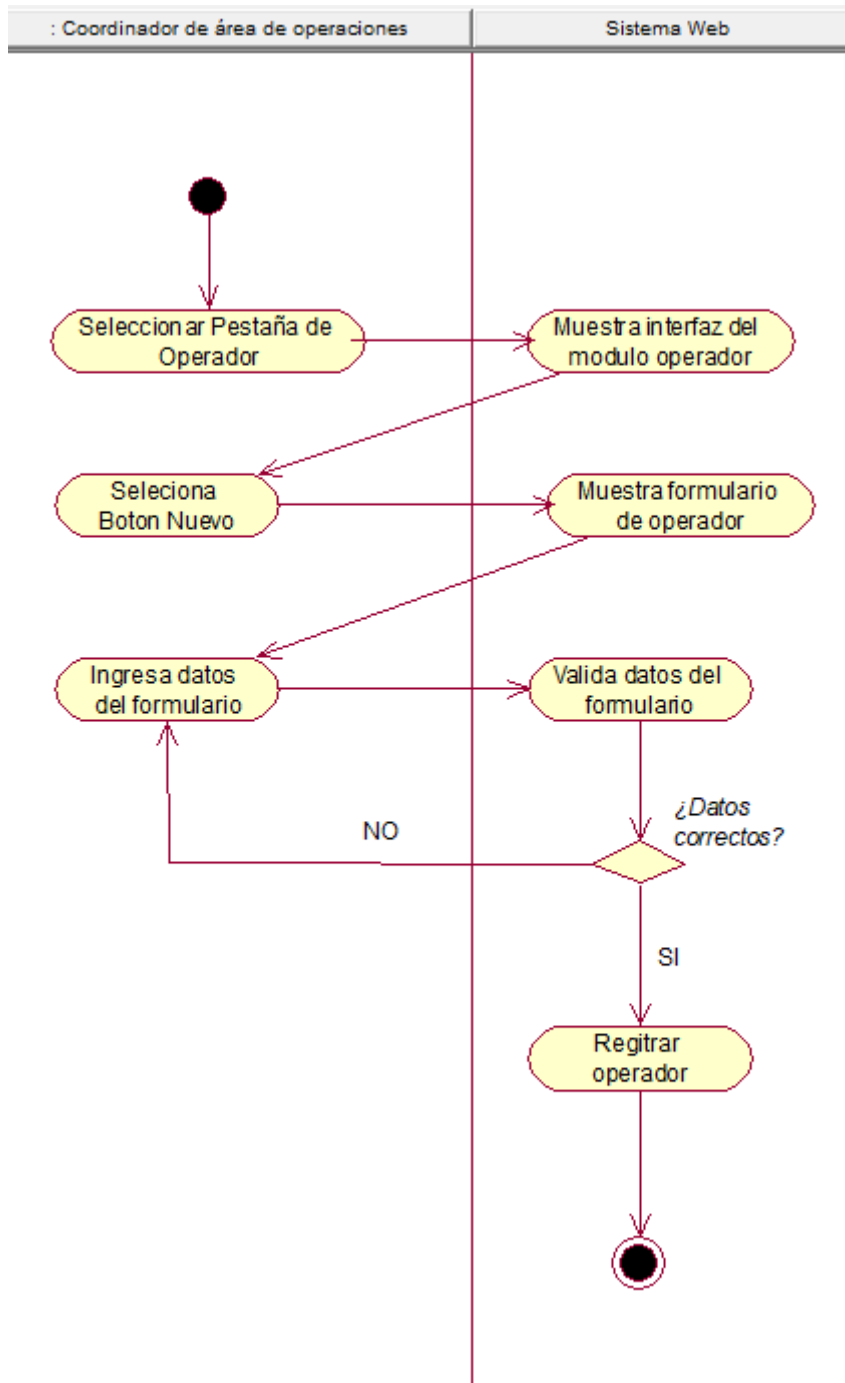 : Coordinador de área de operaciones
Sistema Web
Seleccionar Pestaña de
Operador
Muestra interfaz del
modulo operador
Seleciona
Boton Nuevo
Muestra formulario
de operador
Ingresa datos
del formulario
Valida datos del
formulario
¿Datos
correctos?
NO
SI
Regitrar
operador